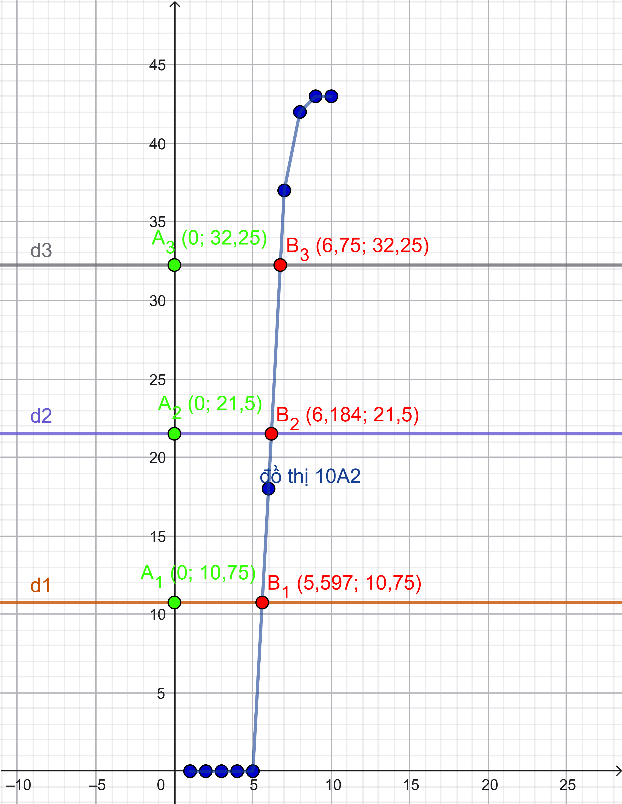 45
40
35
A3 (0; 32,25)
B3 (6,75; 32,25)
d3
30
25
A2 (0; 21,5)
B2 (6,184; 21,5)
d2
20
đồ thị 10A2
15
A1 (0; 10,75)
B1 (5,597; 10,75)
d1
10
5
−10 −5 0 5 10 15 20 25